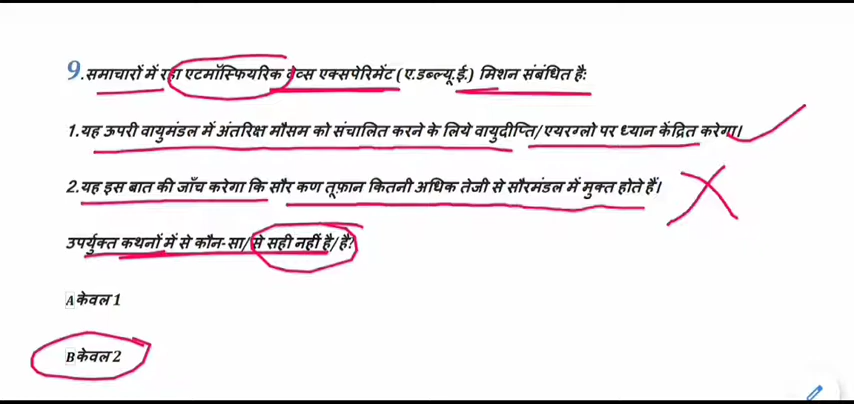 9.समाचारों में रहा एटमॉस्फियरिक वेव्स एक्सपेरिमेंट (ए.डब्ल्यू.ई.) मिशन संबंधित हैः
1.यह ऊपरी वायुमंडल में अंतरिक्ष मौसम को संचालित करने के लिये वायुदीप्ति/एयरग्लो पर ध्यान केंद्रित करेगा।
2.यह इस बात की जाँच करेगा कि सौर कण तूफ़ान कितनी अधिक तेजी से सौरमंडल में मुक्त होते हैं।
उपर्युक्त कथनों में से कौन-सा/से सही नहीं है/हैं?
A केवल 1
B केवल 2